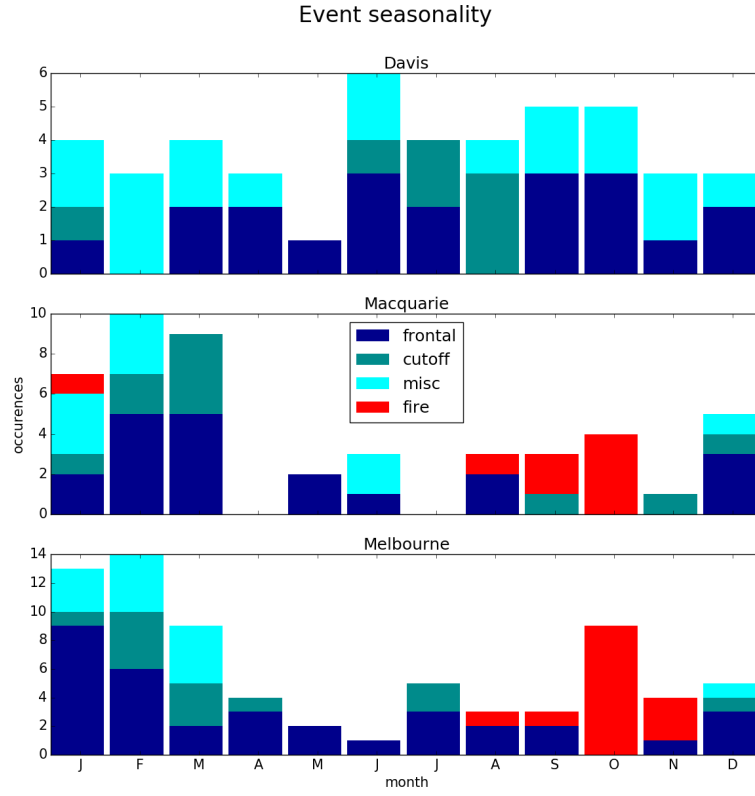 Event seasonality
Davis
6
5
4
3
2
1
0
Macquarie
10
8
6
4
2
0
occurences
frontal
cutoff
misc
fire
Melbourne
14
12
10
8
6
4
2
0
J F M A M J J A S O N D
month